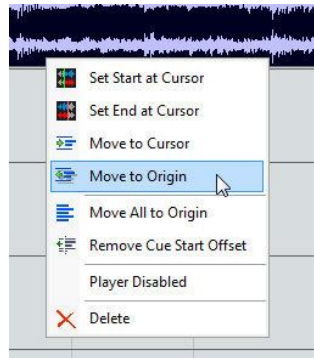 Set Start at Cursor
Set End at Cursor
Move to Cursor
Move to Origin
Move All to Origin
Remove Cue Start Offset
Player Disabled
Delete